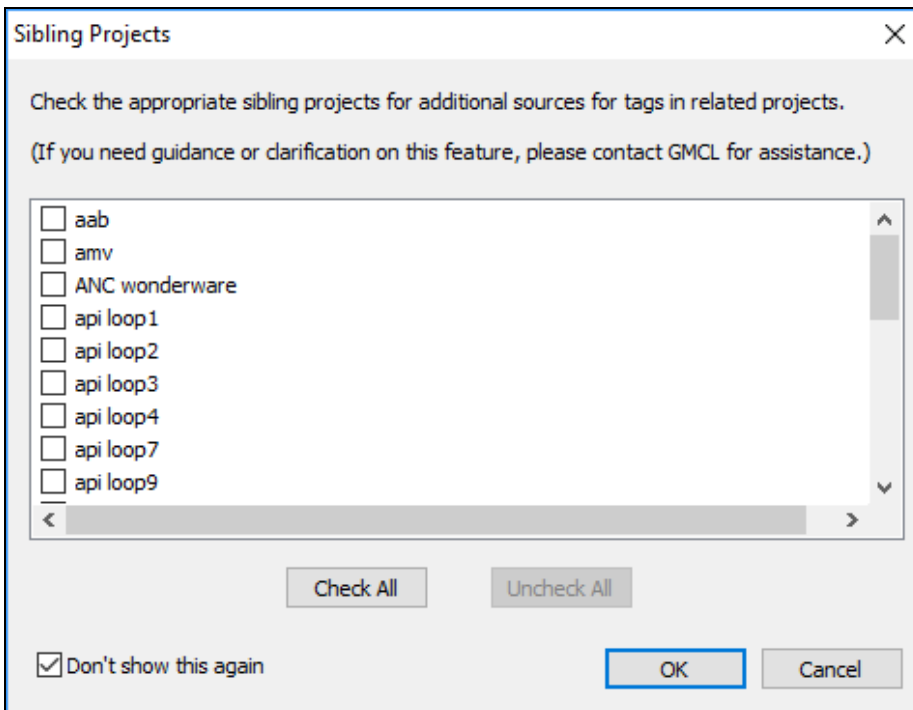 Sibling Projects
Check the appropriate sibling projects for additional sources for tags in related projects.
(If you need guidance or clarification on this feature, please contact GMCL for assistance.)
aab
amv
ANC wonderware
api loop1
api loop2
api loop3
api loop4
api loop7
api loop9
Check All
Uncheck All
Don't show this again
OK
Cancel